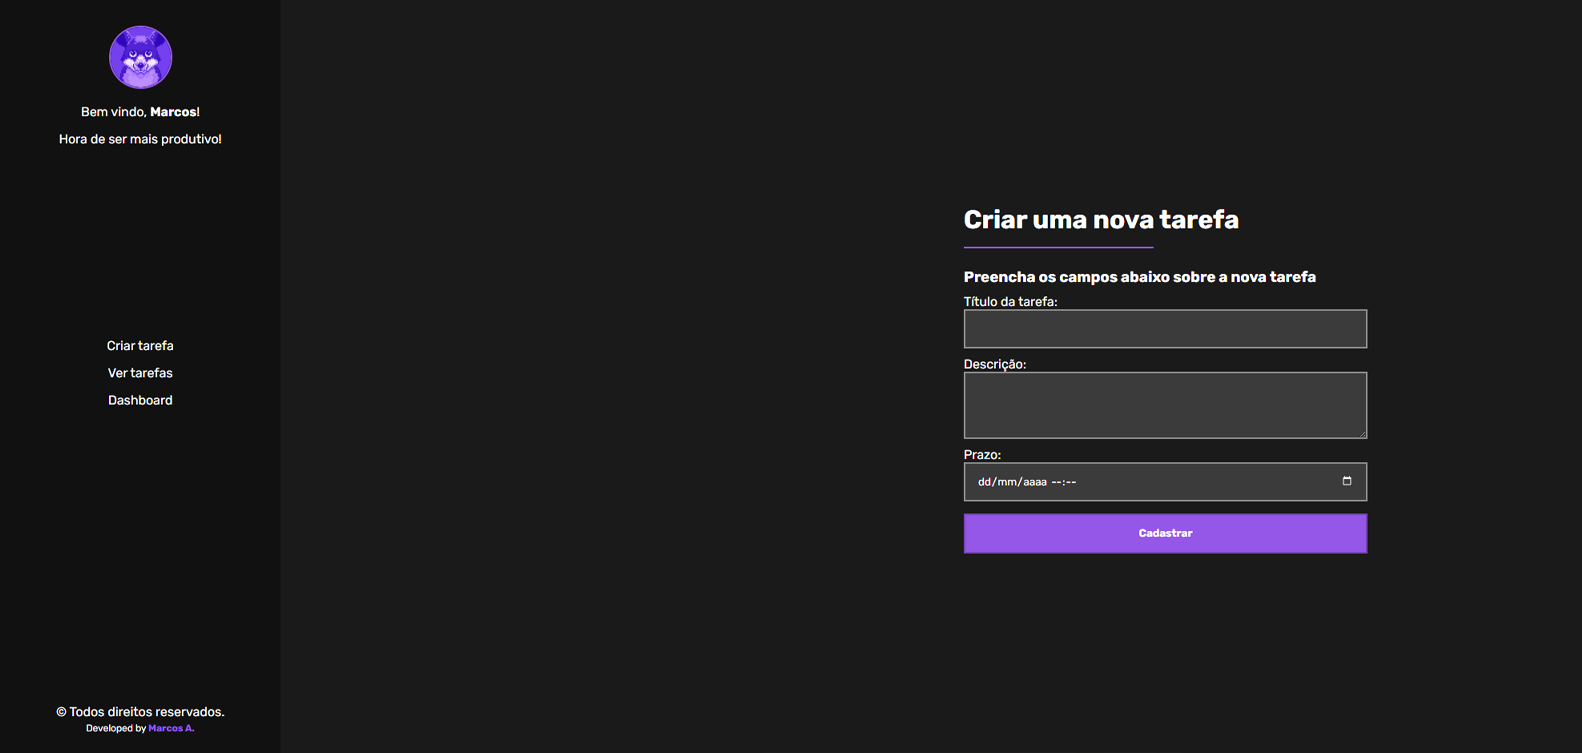 Bem vindo, Marcos!
Hora de ser mais produtivo!
Criar tarefa
Ver tarefas
Dashboard
© Todos direitos reservados.
Developed by Marcos A.
Criar uma nova tarefa
Preencha os campos abaixo sobre a nova tarefa
Título da tarefa:
Descrição:
Prazo:
dd/mm/aaaa --:--
Cadastrar